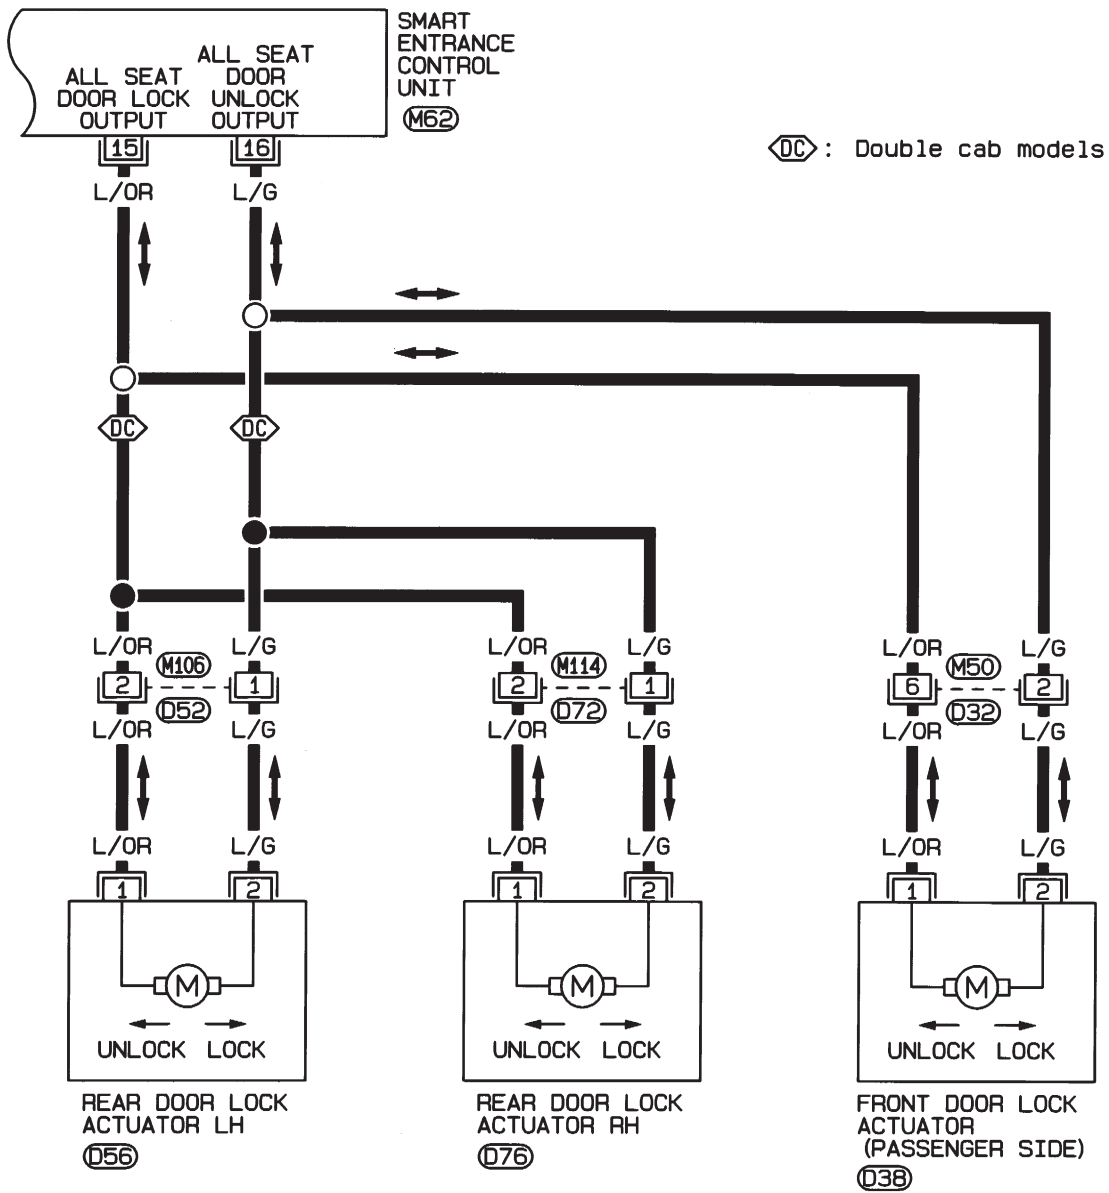 SMART
ENTRANCE
CONTROL
UNIT
M62
ALL SEAT
DOOR LOCK
OUTPUT
ALL SEAT
DOOR
UNLOCK
OUTPUT
15 16
L/OR L/G
DC : Double cab models
DC DC
L/OR L/G L/OR L/G L/OR L/G
M106 M114 M50
2 1 2 1 6 2
D52 D72 D32
L/OR L/G L/OR L/G L/OR L/G
L/OR L/G L/OR L/G L/OR L/G
1 2 1 2 1 2
M M M
UNLOCK LOCK UNLOCK LOCK UNLOCK LOCK
REAR DOOR LOCK
ACTUATOR LH
D56
REAR DOOR LOCK
ACTUATOR RH
D76
FRONT DOOR LOCK
ACTUATOR
(PASSENGER SIDE)
D38